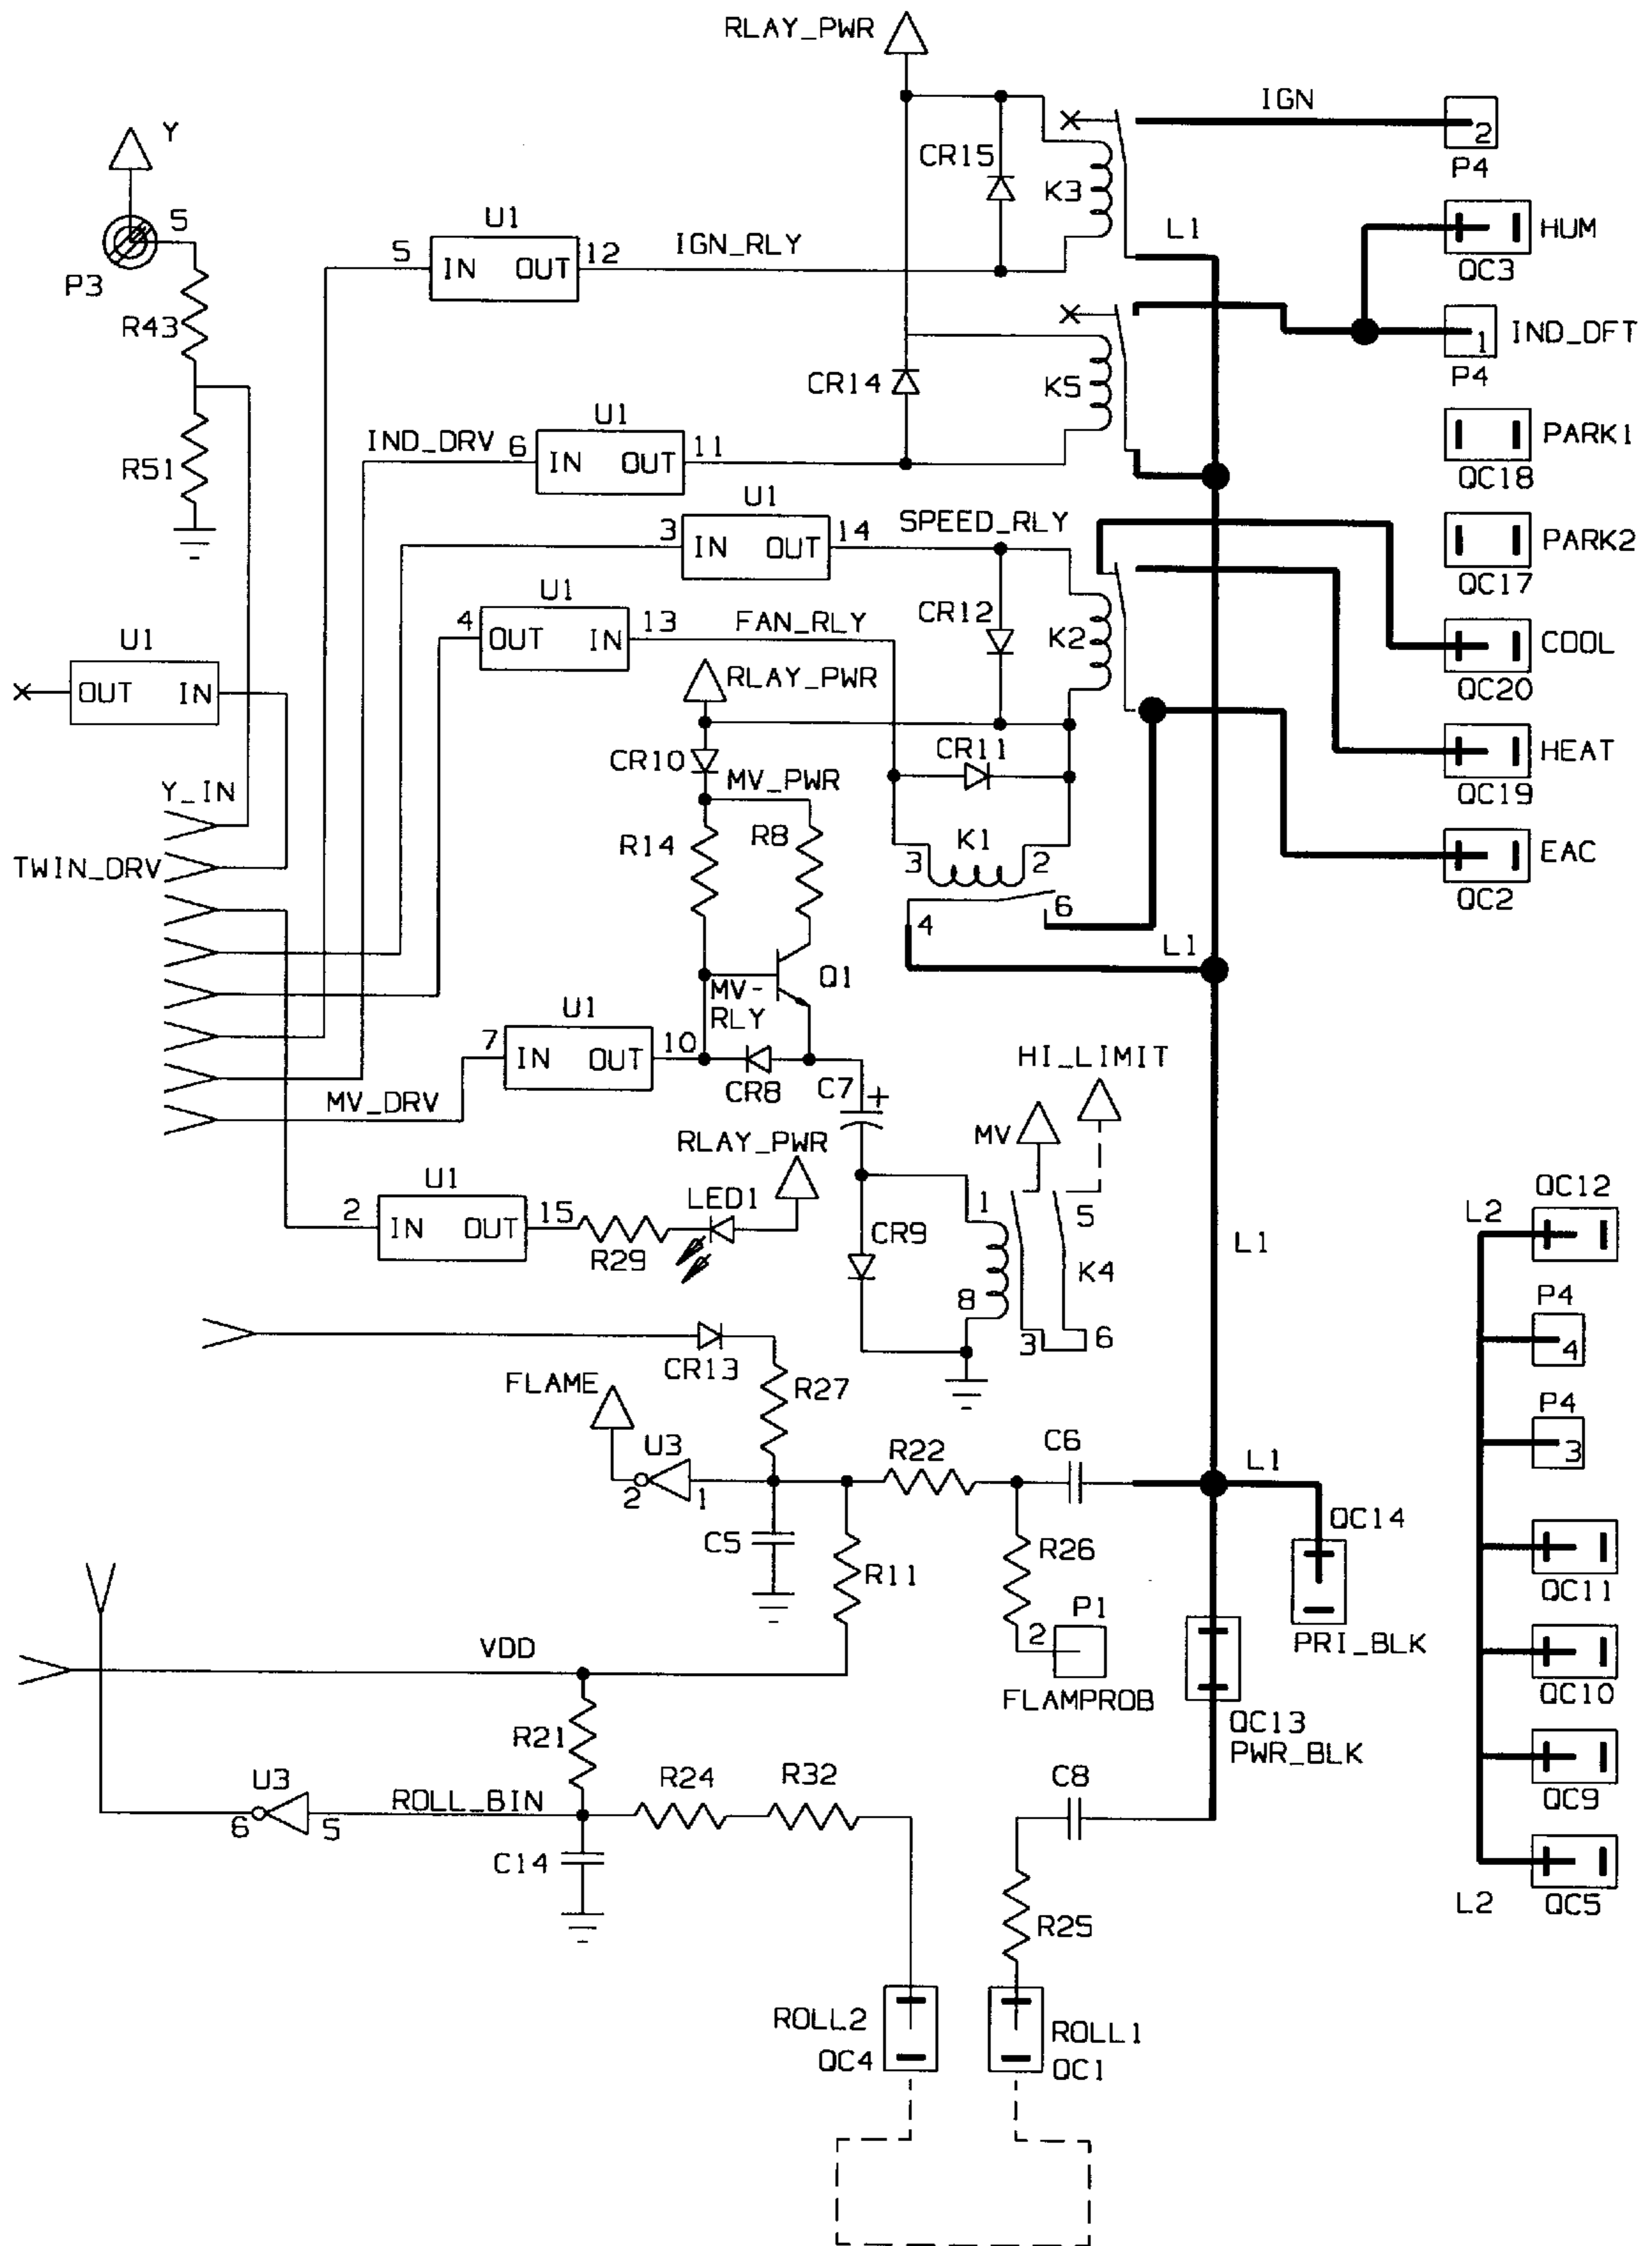 RLAY_PWR
IGN
2
P4
Y
5
P3
CR15
K3
L1
HUM
QC3
U1
5 IN OUT 12
IGN_RLY
R43
1
IND_DFT
P4
CR14
K5
U1
IND_DRV 6 IN OUT 11
PARK1
QC18
R51
U1
3 IN OUT 14
SPEED_RLY
PARK2
QC17
U1
4 OUT IN 13
FAN_RLY
CR12
K2
COOL
QC20
U1
OUT IN
RLAY_PWR
CR10
CR11
HEAT
QC19
MV_PWR
Y_IN
R14
R8
K1
3
2
EAC
QC2
TWIN_DRV
4
6
L1
Q1
MV-
RLY
U1
7 IN OUT 10
CR8
C7
+
HI_LIMIT
MV_DRV
MV
RLAY_PWR
U1
2 IN OUT 15
R29
LED1
1
5
CR9
K4
8
3
6
L1
L2
QC12
P4
4
CR13
R27
FLAME
P4
3
U3
2
1
R22
C6
L1
C5
R11
R26
QC14
PRI_BLK
QC11
P1
2
FLAMPROB
VDD
QC10
R21
QC13
PWR_BLK
U3
6
5
ROLL_BIN
R24
R32
C8
QC9
C14
R25
L2
QC5
ROLL2
QC4
ROLL1
QC1